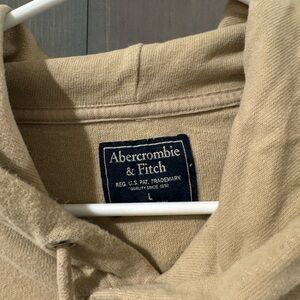 Abercrombie
& Fitch
REG. U.S. PAT. TRADEMARK
QUALITY SINCE 1892
L